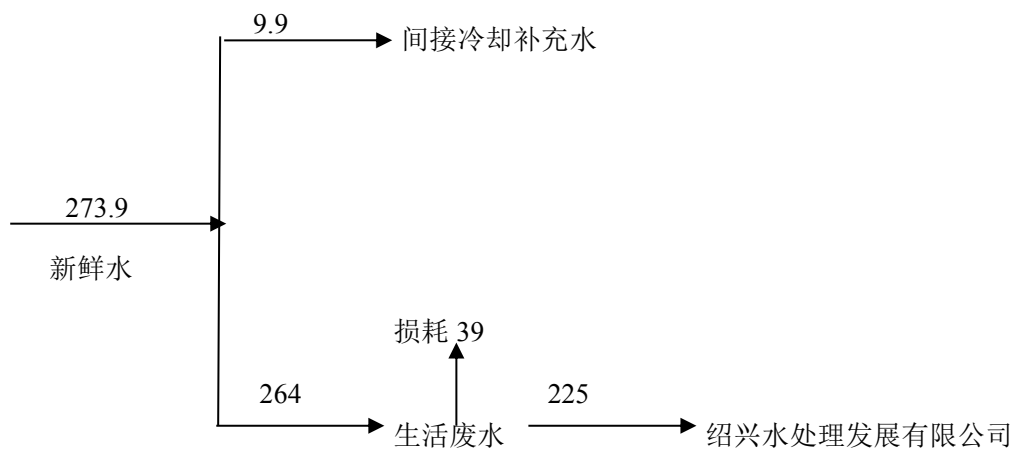 9.9
间接冷却补充水
273.9
新鲜水
损耗 39
264
225
生活废水
绍兴水处理发展有限公司